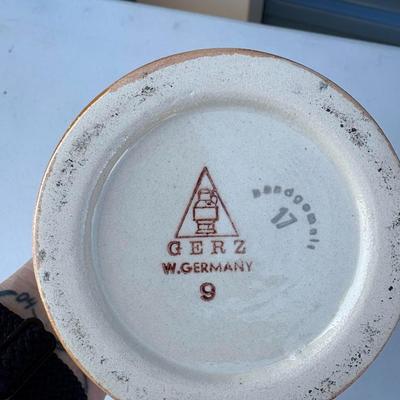 GERZ
W.GERMANY
9
handgemalt
17